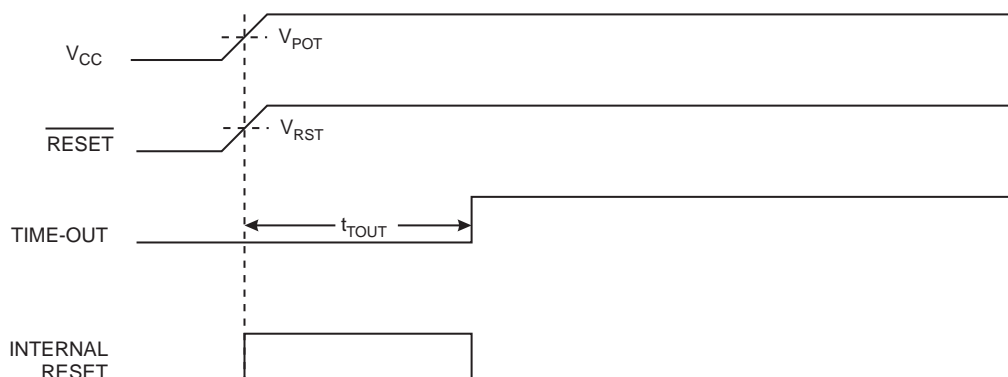 VCC
VPOT
RESET
VRST
TIME-OUT
tTOUT
INTERNAL
RESET